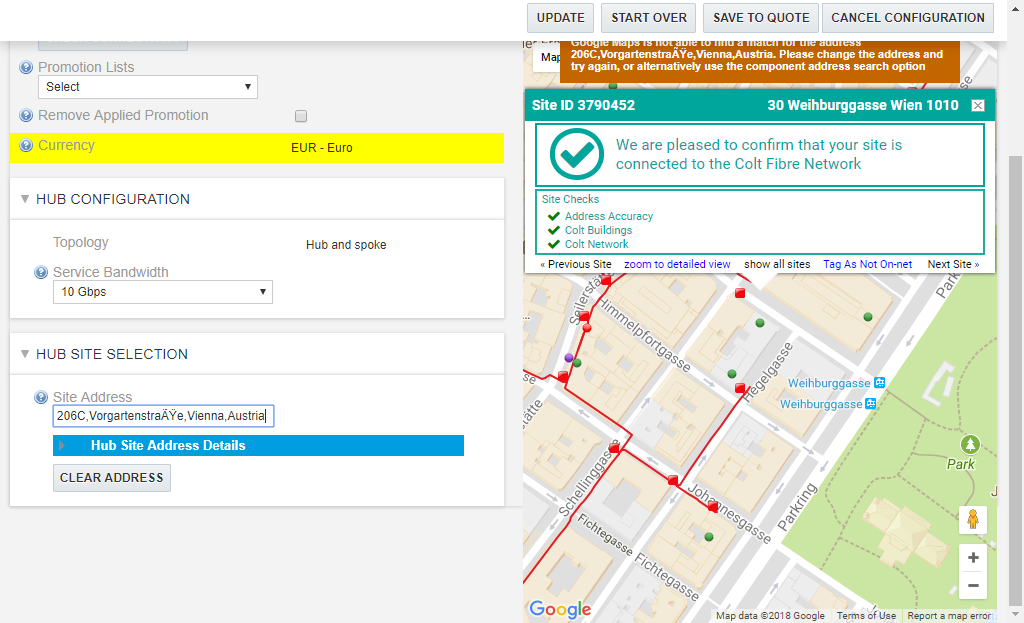 UPDATE
START OVER
SAVE TO QUOTE
CANCEL CONFIGURATION
Promotion Lists
Select
Remove Applied Promotion
Currency
EUR - Euro
HUB CONFIGURATION
Topology
Hub and spoke
Service Bandwidth
10 Gbps
HUB SITE SELECTION
Site Address
206C,VorgartenstraÃŸe,Vienna,Austria
Hub Site Address Details
CLEAR ADDRESS
Map
Google Maps is not able to find a match for the address
206C,VorgartenstraÃŸe,Vienna,Austria. Please change the address and
try again, or alternatively use the component address search option
Site ID 3790452
30 Weihburggasse Wien 1010
We are pleased to confirm that your site is
connected to the Colt Fibre Network
Site Checks
Address Accuracy
Colt Buildings
Colt Network
« Previous Site
zoom to detailed view
show all sites
Tag As Not On-net
Next Site »
Seilerstätte
Himmelpfortgasse
Hegelgasse
Park
Weihburggasse
Weihburggasse
Park
Schellinggasse
Johannesgasse
Parkring
Fichtegasse
Fichtegasse
Google
Map data ©2018 Google
Terms of Use
Report a map error